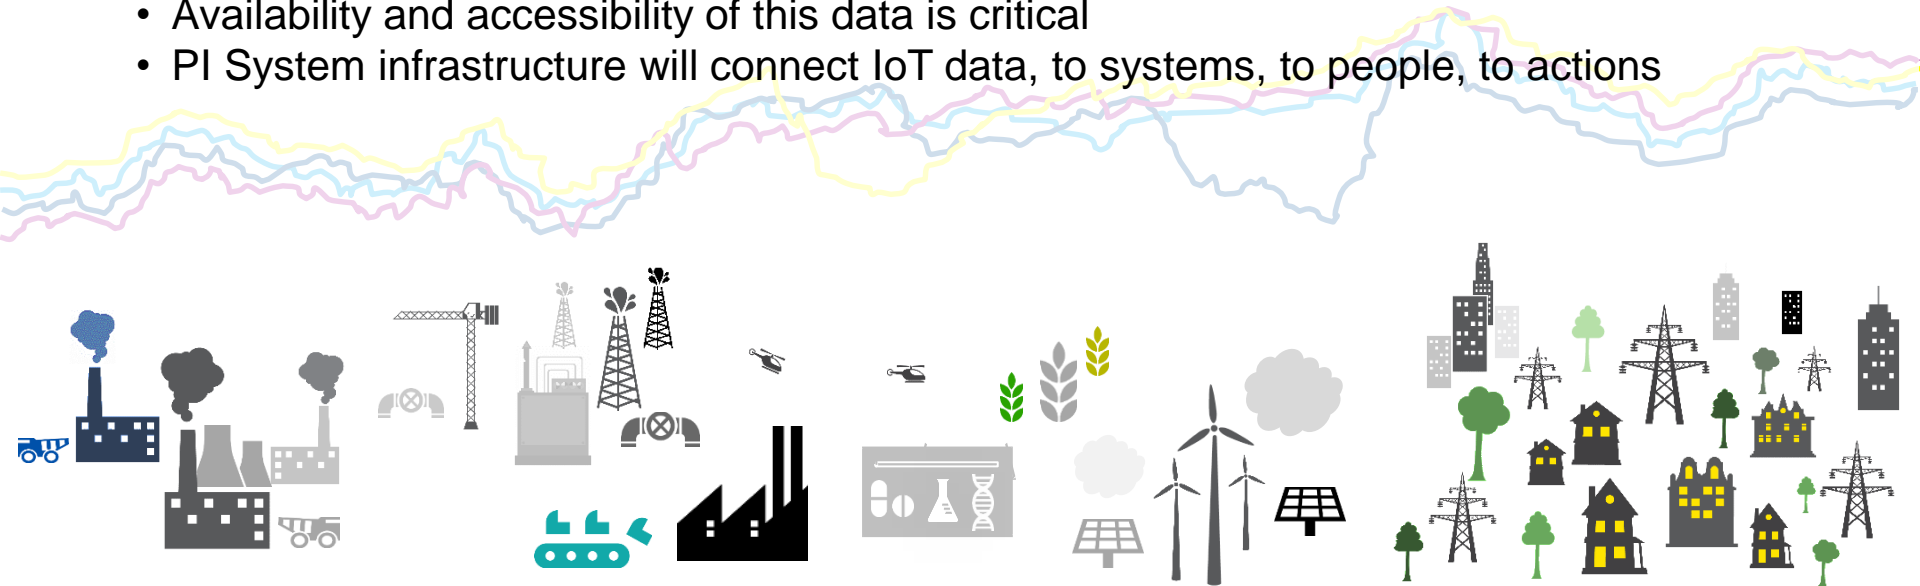 • Availability and accessibility of this data is critical
• PI System infrastructure will connect IoT data, to systems, to people, to actions